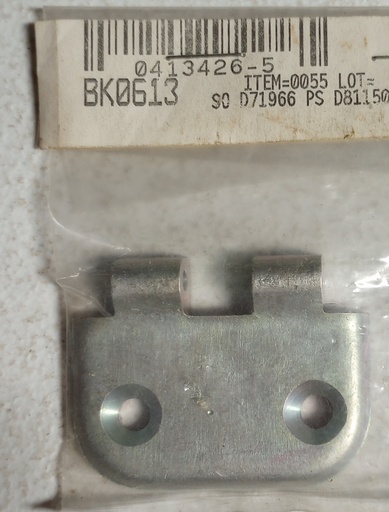 0413426-5
BK0613 ITEM=0055 LOT=
SO D71966 PS D81150